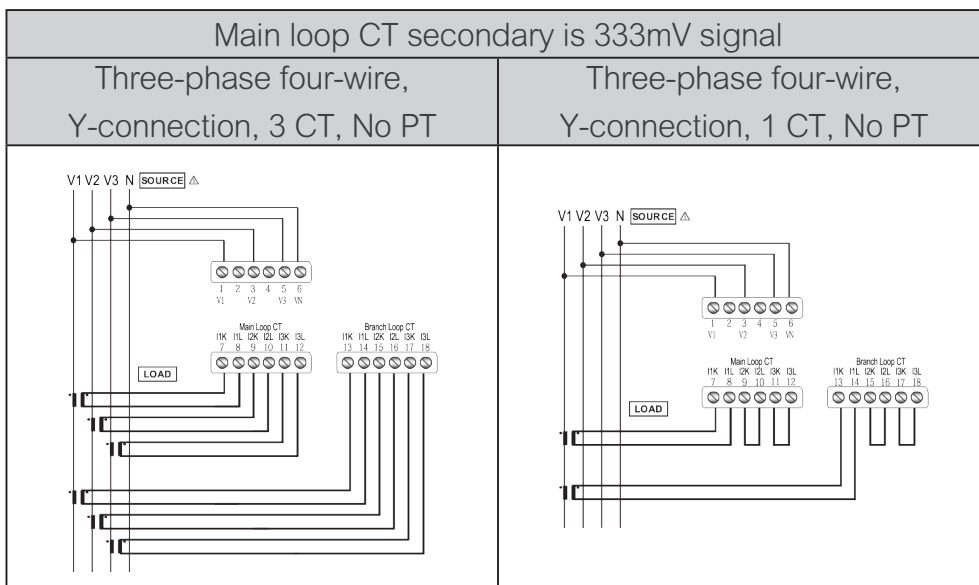 Main loop CT secondary is 333mV signal
Three-phase four-wire,
Y-connection, 3 CT, No PT
Three-phase four-wire,
Y-connection, 1 CT, No PT
V1 V2 V3 N SOURCE ⚠
1 2 3 4 5 6
V1 V2 V3 VN
Main Loop CT
I1K I1L I2K I2L I3K I3L
7 8 9 10 11 12
Branch Loop CT
I1K I1L I2K I2L I3K I3L
13 14 15 16 17 18
LOAD
V1 V2 V3 N SOURCE ⚠
1 2 3 4 5 6
V1 V2 V3 VN
Main Loop CT
I1K I1L I2K I2L I3K I3L
7 8 9 10 11 12
Branch Loop CT
I1K I1L I2K I2L I3K I3L
13 14 15 16 17 18
LOAD